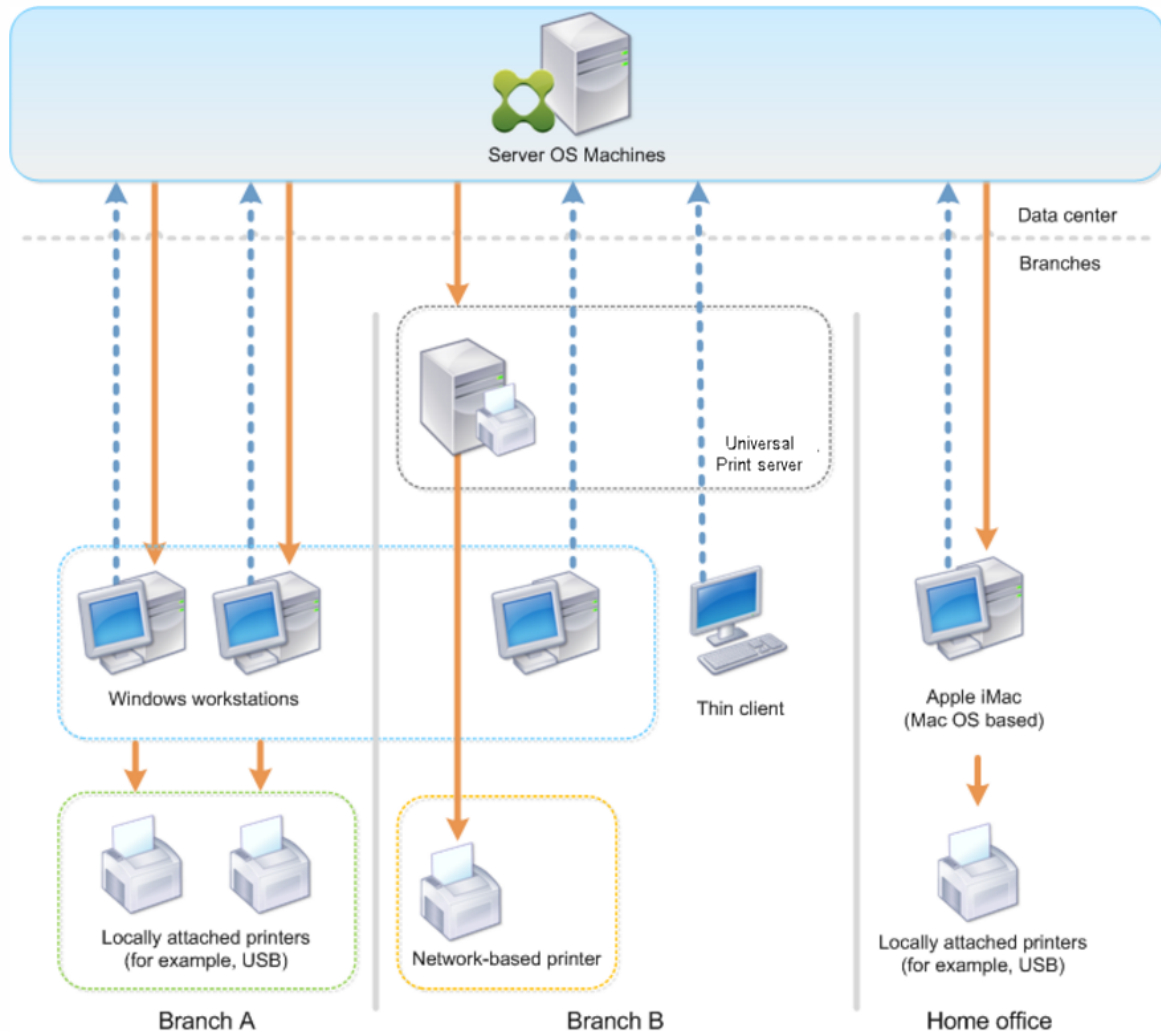 Server OS Machines
Data center
Branches
Universal
Print server
Windows workstations
Thin client
Apple iMac
(Mac OS based)
Locally attached printers
(for example, USB)
Network-based printer
Locally attached printers
(for example, USB)
Branch A
Branch B
Home office